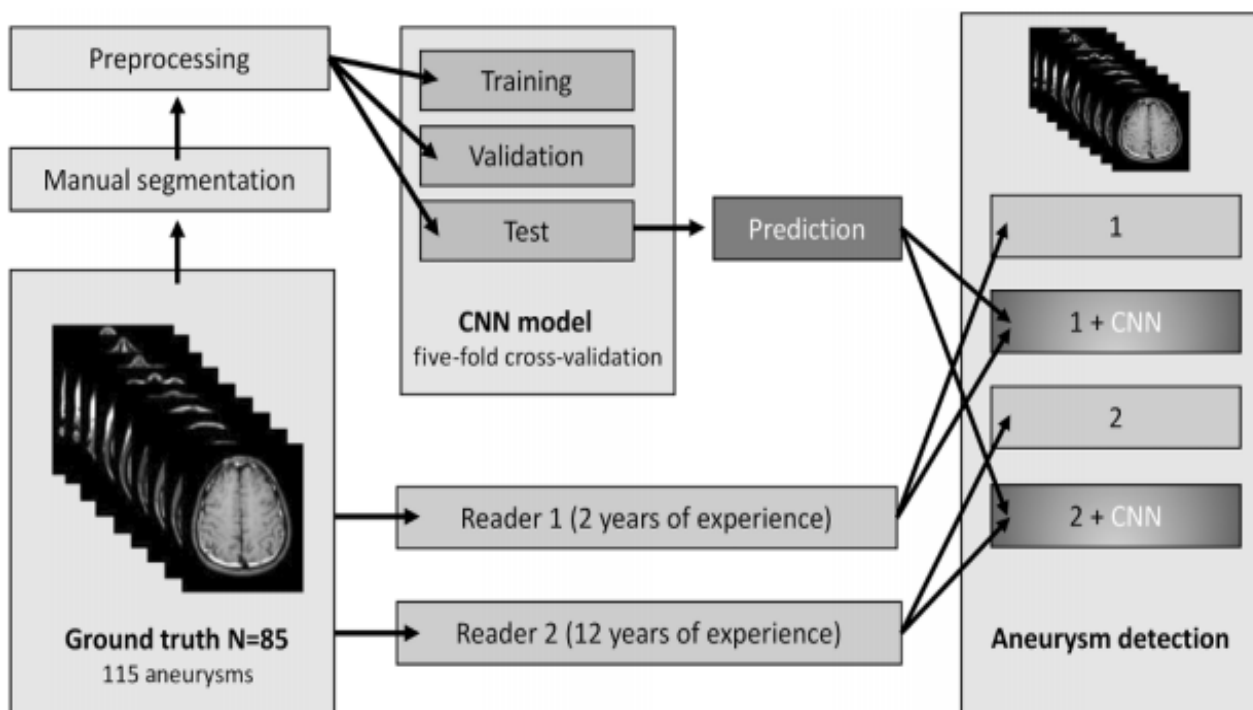 Preprocessing
Manual segmentation
Ground truth N=85
115 aneurysms
Training
Validation
Test
CNN model
five-fold cross-validation
Prediction
Reader 1 (2 years of experience)
Reader 2 (12 years of experience)
1
1 + CNN
2
2 + CNN
Aneurysm detection